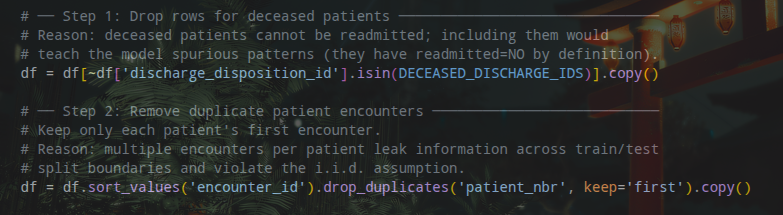 # ── Step 1: Drop rows for deceased patients ─────────────────────────────────
# Reason: deceased patients cannot be readmitted; including them would
# teach the model spurious patterns (they have readmitted=NO by definition).
df = df[~df['discharge_disposition_id'].isin(DECEASED_DISCHARGE_IDS)].copy()
# ── Step 2: Remove duplicate patient encounters ─────────────────────────────
# Keep only each patient's first encounter.
# Reason: multiple encounters per patient leak information across train/test
# split boundaries and violate the i.i.d. assumption.
df = df.sort_values('encounter_id').drop_duplicates('patient_nbr', keep='first').copy()